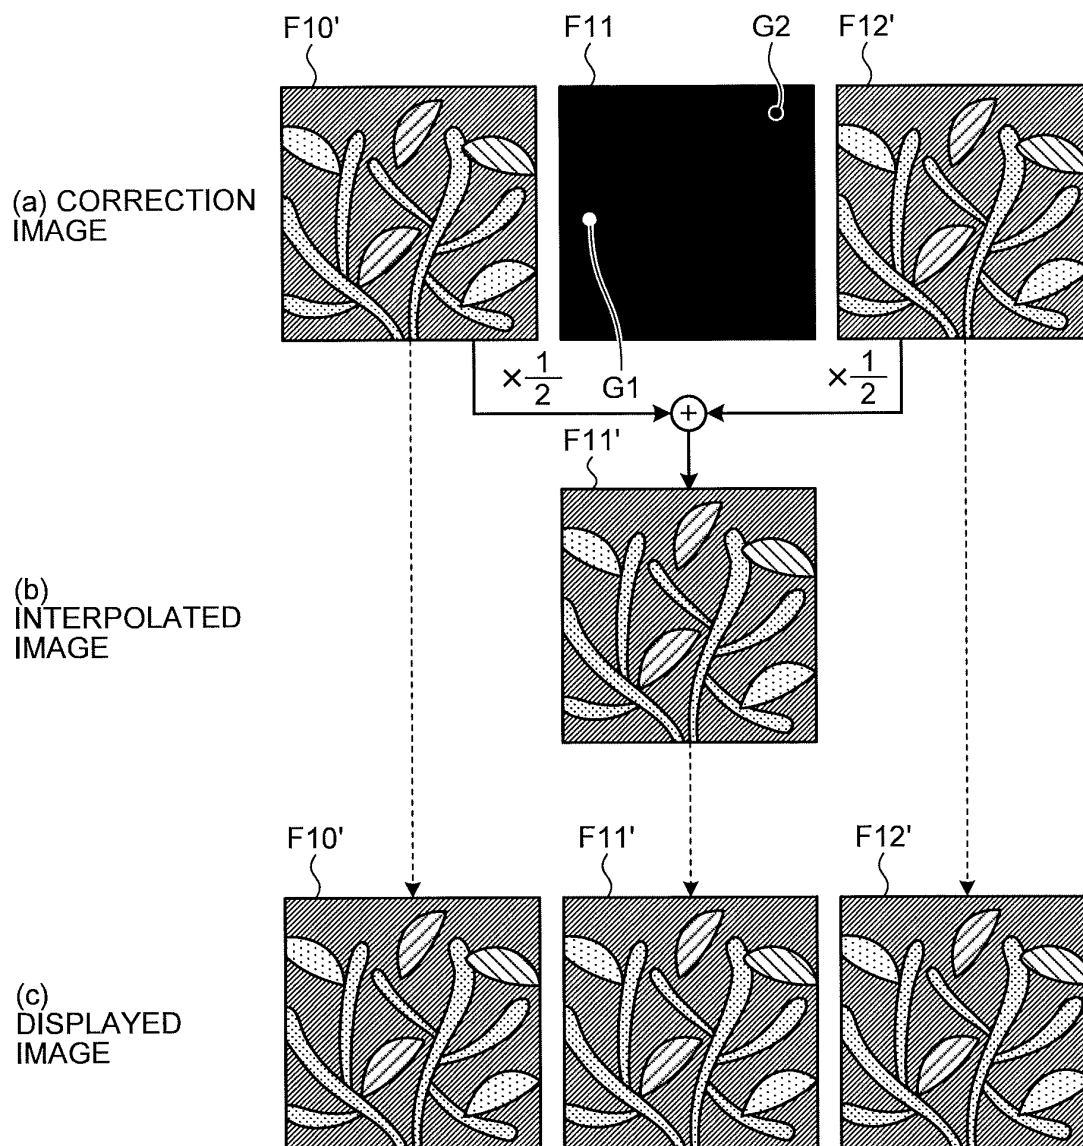 F10' F11 G2 F12'
(a) CORRECTION
IMAGE
×1/2 G1 ×1/2
+
F11'
(b)
INTERPOLATED
IMAGE
F10' F11' F12'
(c)
DISPLAYED
IMAGE